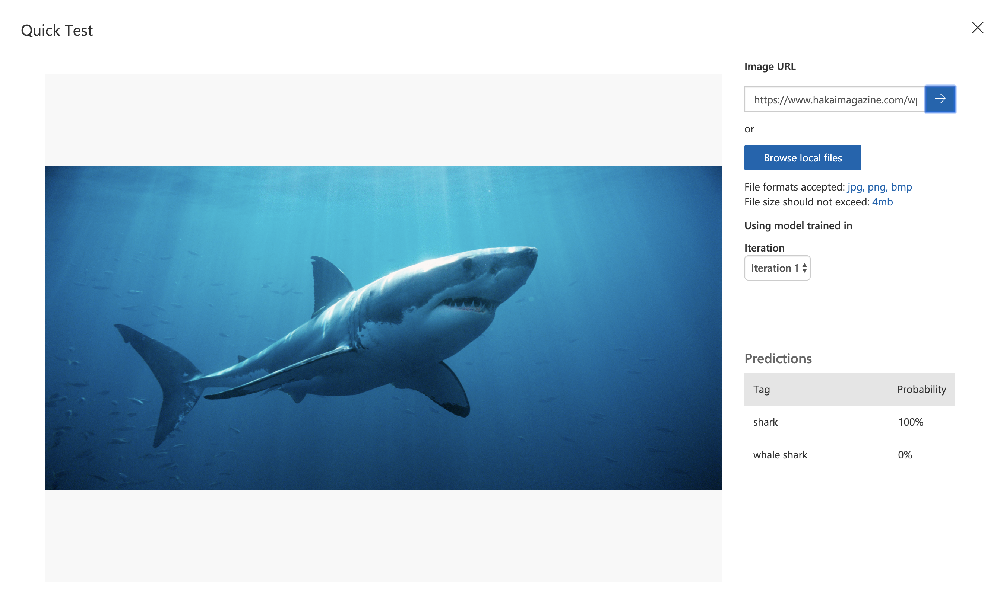 Quick Test
Image URL
https://www.hakaimagazine.com/w
or
Browse local files
File formats accepted: jpg, png, bmp
File size should not exceed: 4mb
Using model trained in
Iteration
Iteration 1
Predictions
Tag Probability
shark 100%
whale shark 0%